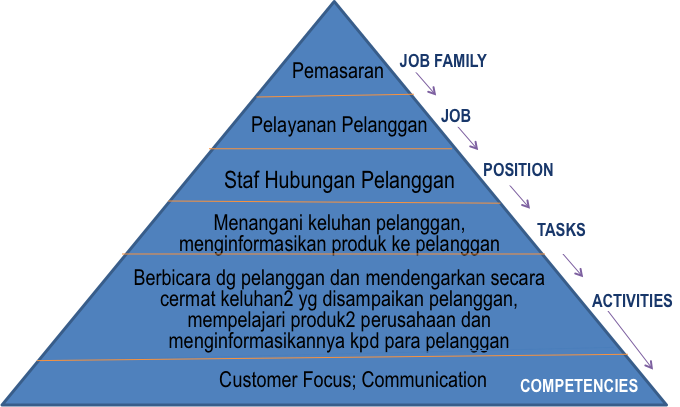 Pemasaran
JOB FAMILY
Pelayanan Pelanggan
JOB
Staf Hubungan Pelanggan
POSITION
Menangani keluhan pelanggan,
menginformasikan produk ke pelanggan
TASKS
Berbicara dg pelanggan dan mendengarkan secara
cermat keluhan2 yg disampaikan pelanggan,
mempelajari produk2 perusahaan dan
menginformasikannya kpd para pelanggan
ACTIVITIES
Customer Focus; Communication
COMPETENCIES